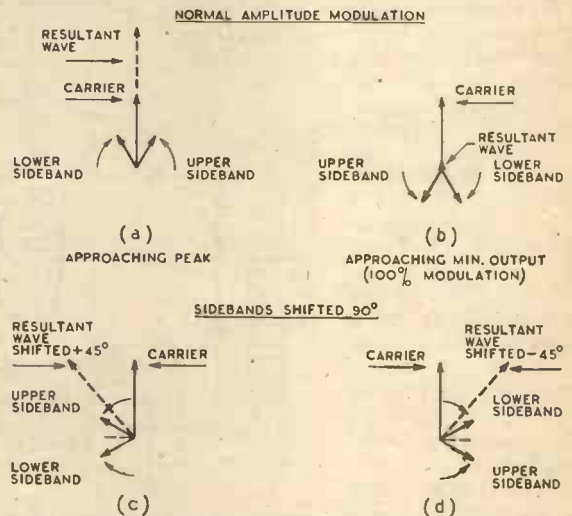 NORMAL AMPLITUDE MODULATION
RESULTANT
WAVE
CARRIER
LOWER
SIDEBAND
UPPER
SIDEBAND
(a)
APPROACHING PEAK
CARRIER
RESULTANT
WAVE
UPPER
SIDEBAND
LOWER
SIDEBAND
(b)
APPROACHING MIN. OUTPUT
(100% MODULATION)
SIDEBANDS SHIFTED 90°
RESULTANT
WAVE
SHIFTED+45°
CARRIER
UPPER
SIDEBAND
LOWER
SIDEBAND
(c)
RESULTANT
WAVE
SHIFTED-45°
CARRIER
LOWER
SIDEBAND
UPPER
SIDEBAND
(d)